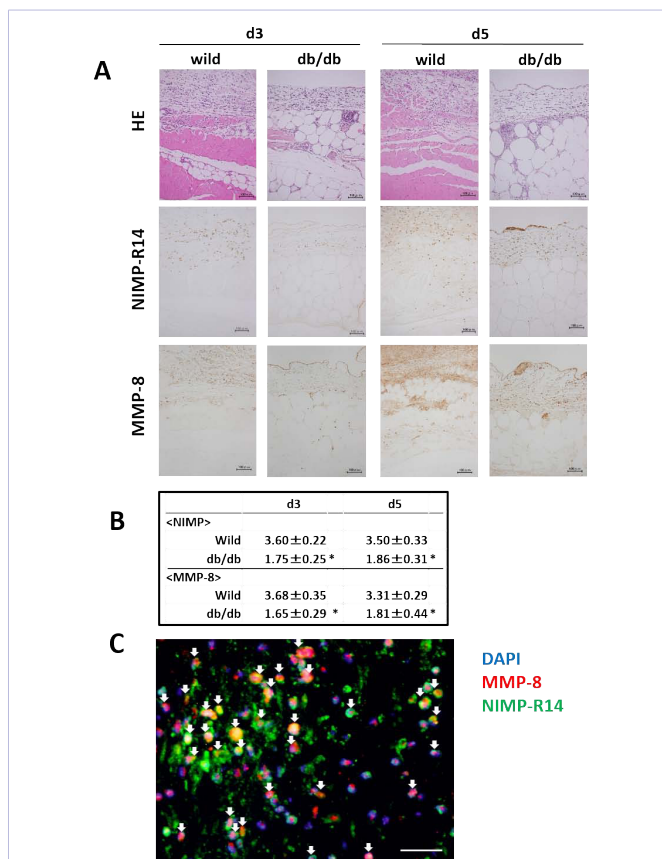 d3 d5
wild db/db wild db/db
A
HE
NIMP-R14
MMP-8
B
d3 d5
<NIMP>
Wild 3.60±0.22 3.50±0.33
db/db 1.75±0.25 * 1.86±0.31 *
<MMP-8>
Wild 3.68±0.35 3.31±0.29
db/db 1.65±0.29 * 1.81±0.44 *
C
DAPI
MMP-8
NIMP-R14